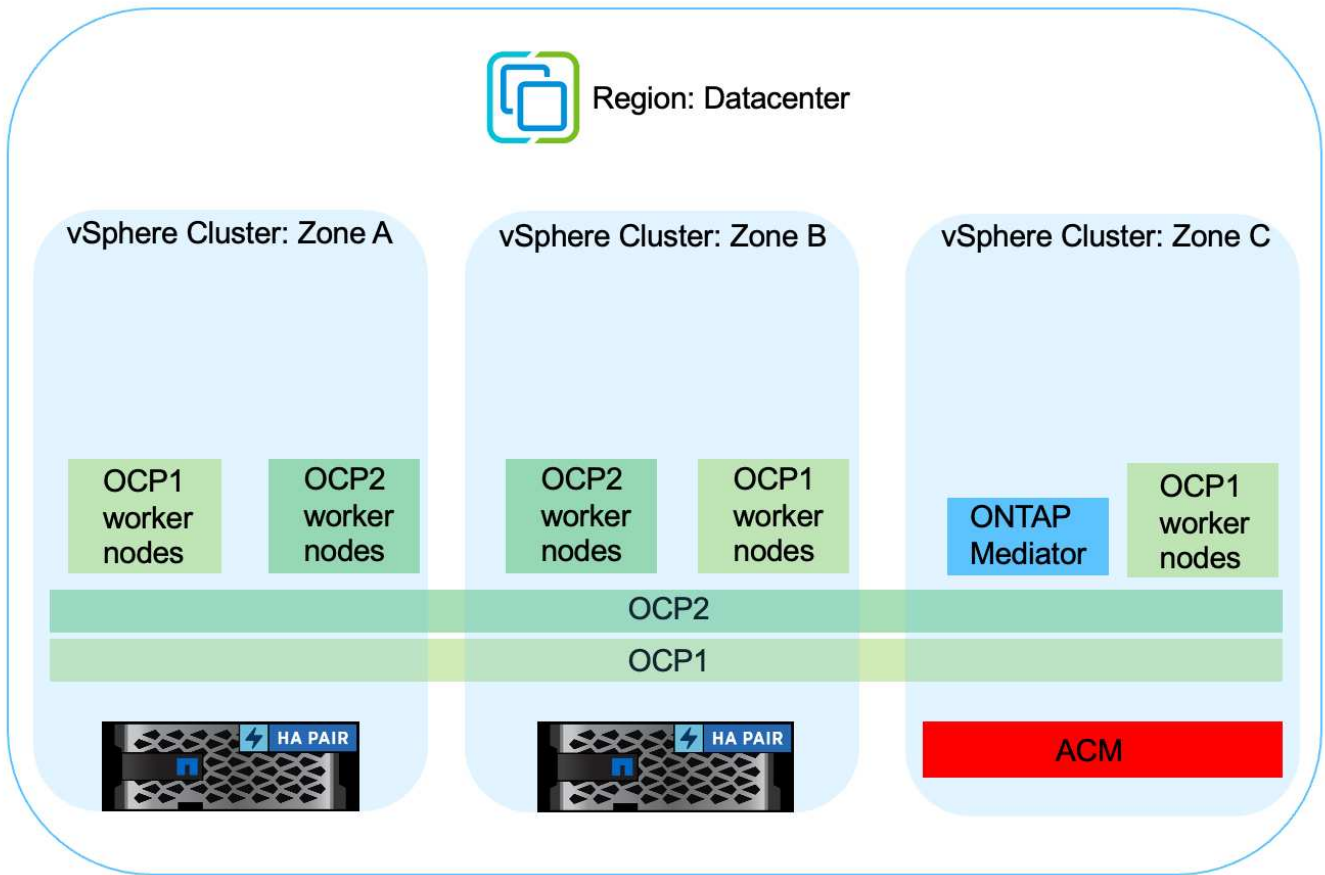 Region: Datacenter
vSphere Cluster: Zone A
vSphere Cluster: Zone B
vSphere Cluster: Zone C
OCP1
worker
nodes
OCP2
worker
nodes
OCP2
worker
nodes
OCP1
worker
nodes
ONTAP
Mediator
OCP1
worker
nodes
OCP2
OCP1
HA PAIR
HA PAIR
ACM